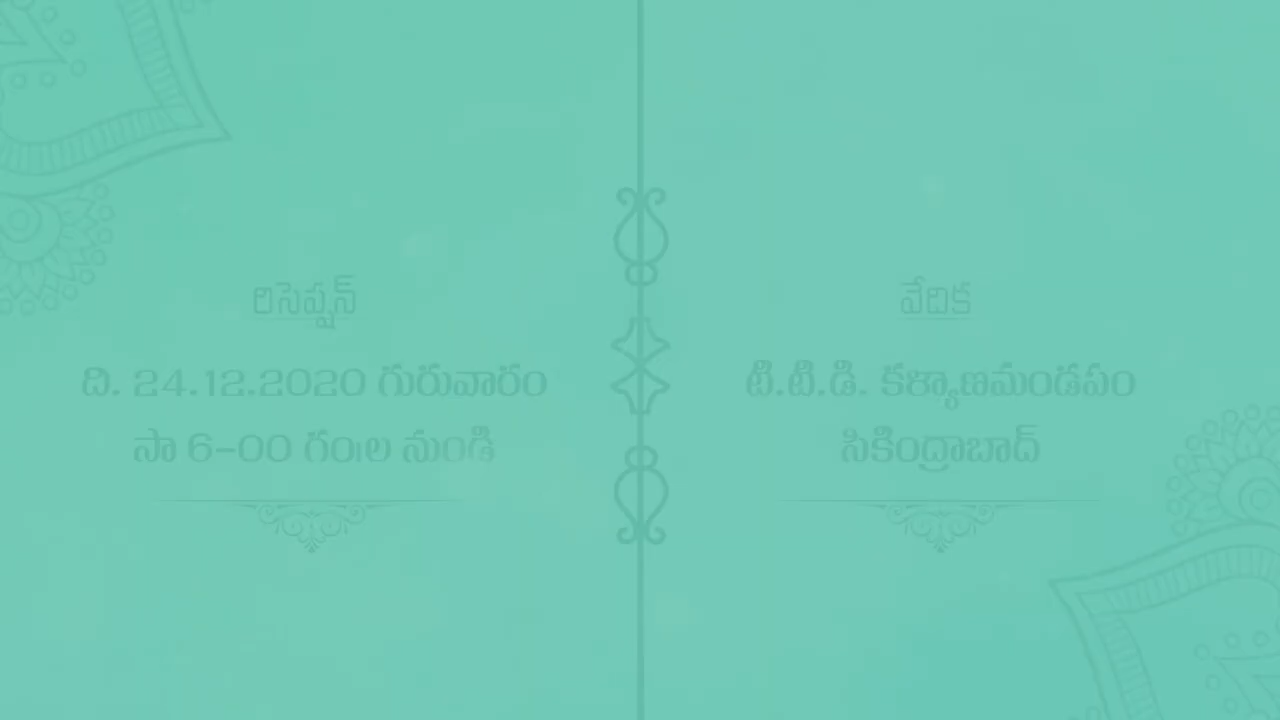 రిసెప్షన్
ది. 24.12.2020 గురువారం
సా 6-00 గం౹ల నుండి
వేదిక
టి.టి.డి. కళ్యాణమండపం
సికింద్రాబాద్